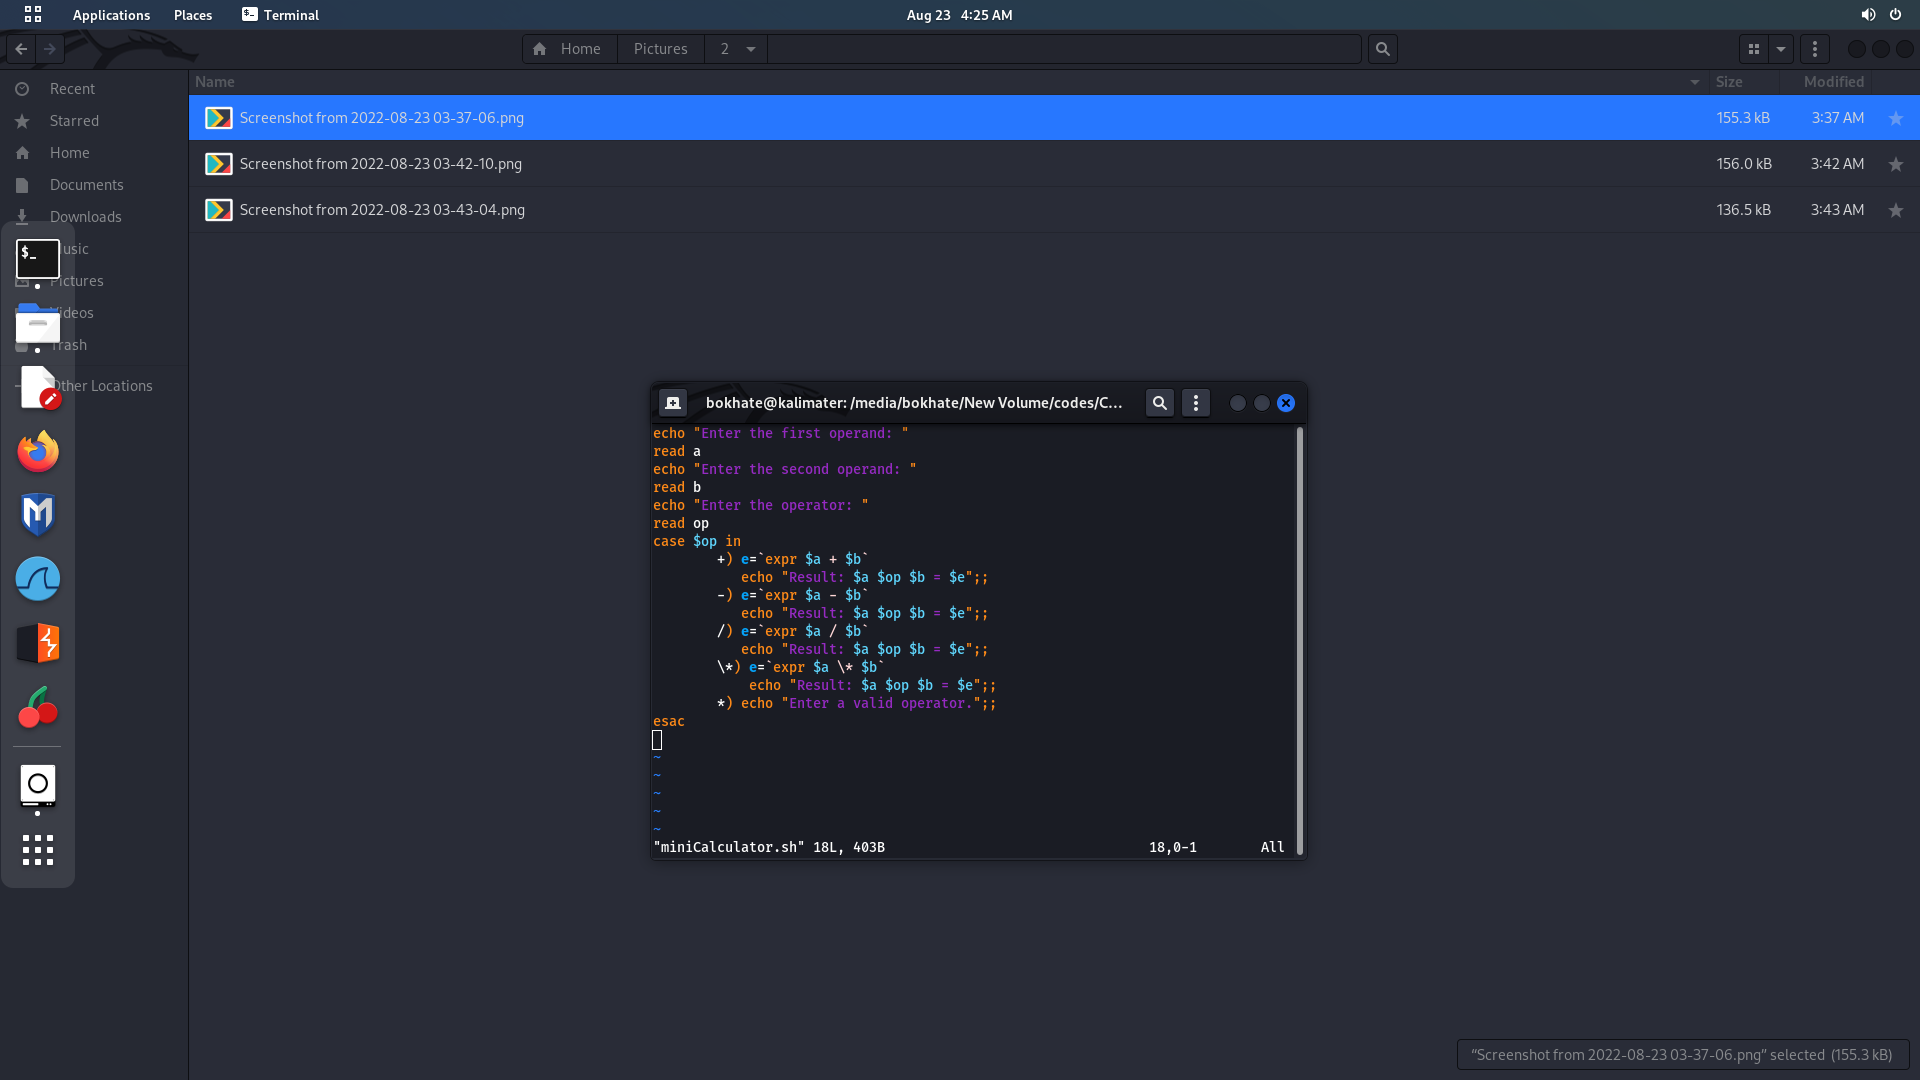 Applications Places Terminal Aug 23 4:25 AM
Home Pictures 2
Name Size Modified
Recent
Starred
Home
Documents
Downloads
usic
Pictures
ideos
Trash
Other Locations
Screenshot from 2022-08-23 03-37-06.png 155.3 kB 3:37 AM
Screenshot from 2022-08-23 03-42-10.png 156.0 kB 3:42 AM
Screenshot from 2022-08-23 03-43-04.png 136.5 kB 3:43 AM
$_
bokhate@kalimater: /media/bokhate/New Volume/codes/C...
echo "Enter the first operand: "
read a
echo "Enter the second operand: "
read b
echo "Enter the operator: "
read op
case $op in
+) e=`expr $a + $b`
echo "Result: $a $op $b = $e";;
-) e=`expr $a - $b`
echo "Result: $a $op $b = $e";;
/) e=`expr $a / $b`
echo "Result: $a $op $b = $e";;
\*) e=`expr $a \* $b`
echo "Result: $a $op $b = $e";;
*) echo "Enter a valid operator.";;
esac
~
~
~
~
~
"miniCalculator.sh" 18L, 403B 18,0-1 All
"Screenshot from 2022-08-23 03-37-06.png" selected (155.3 kB)